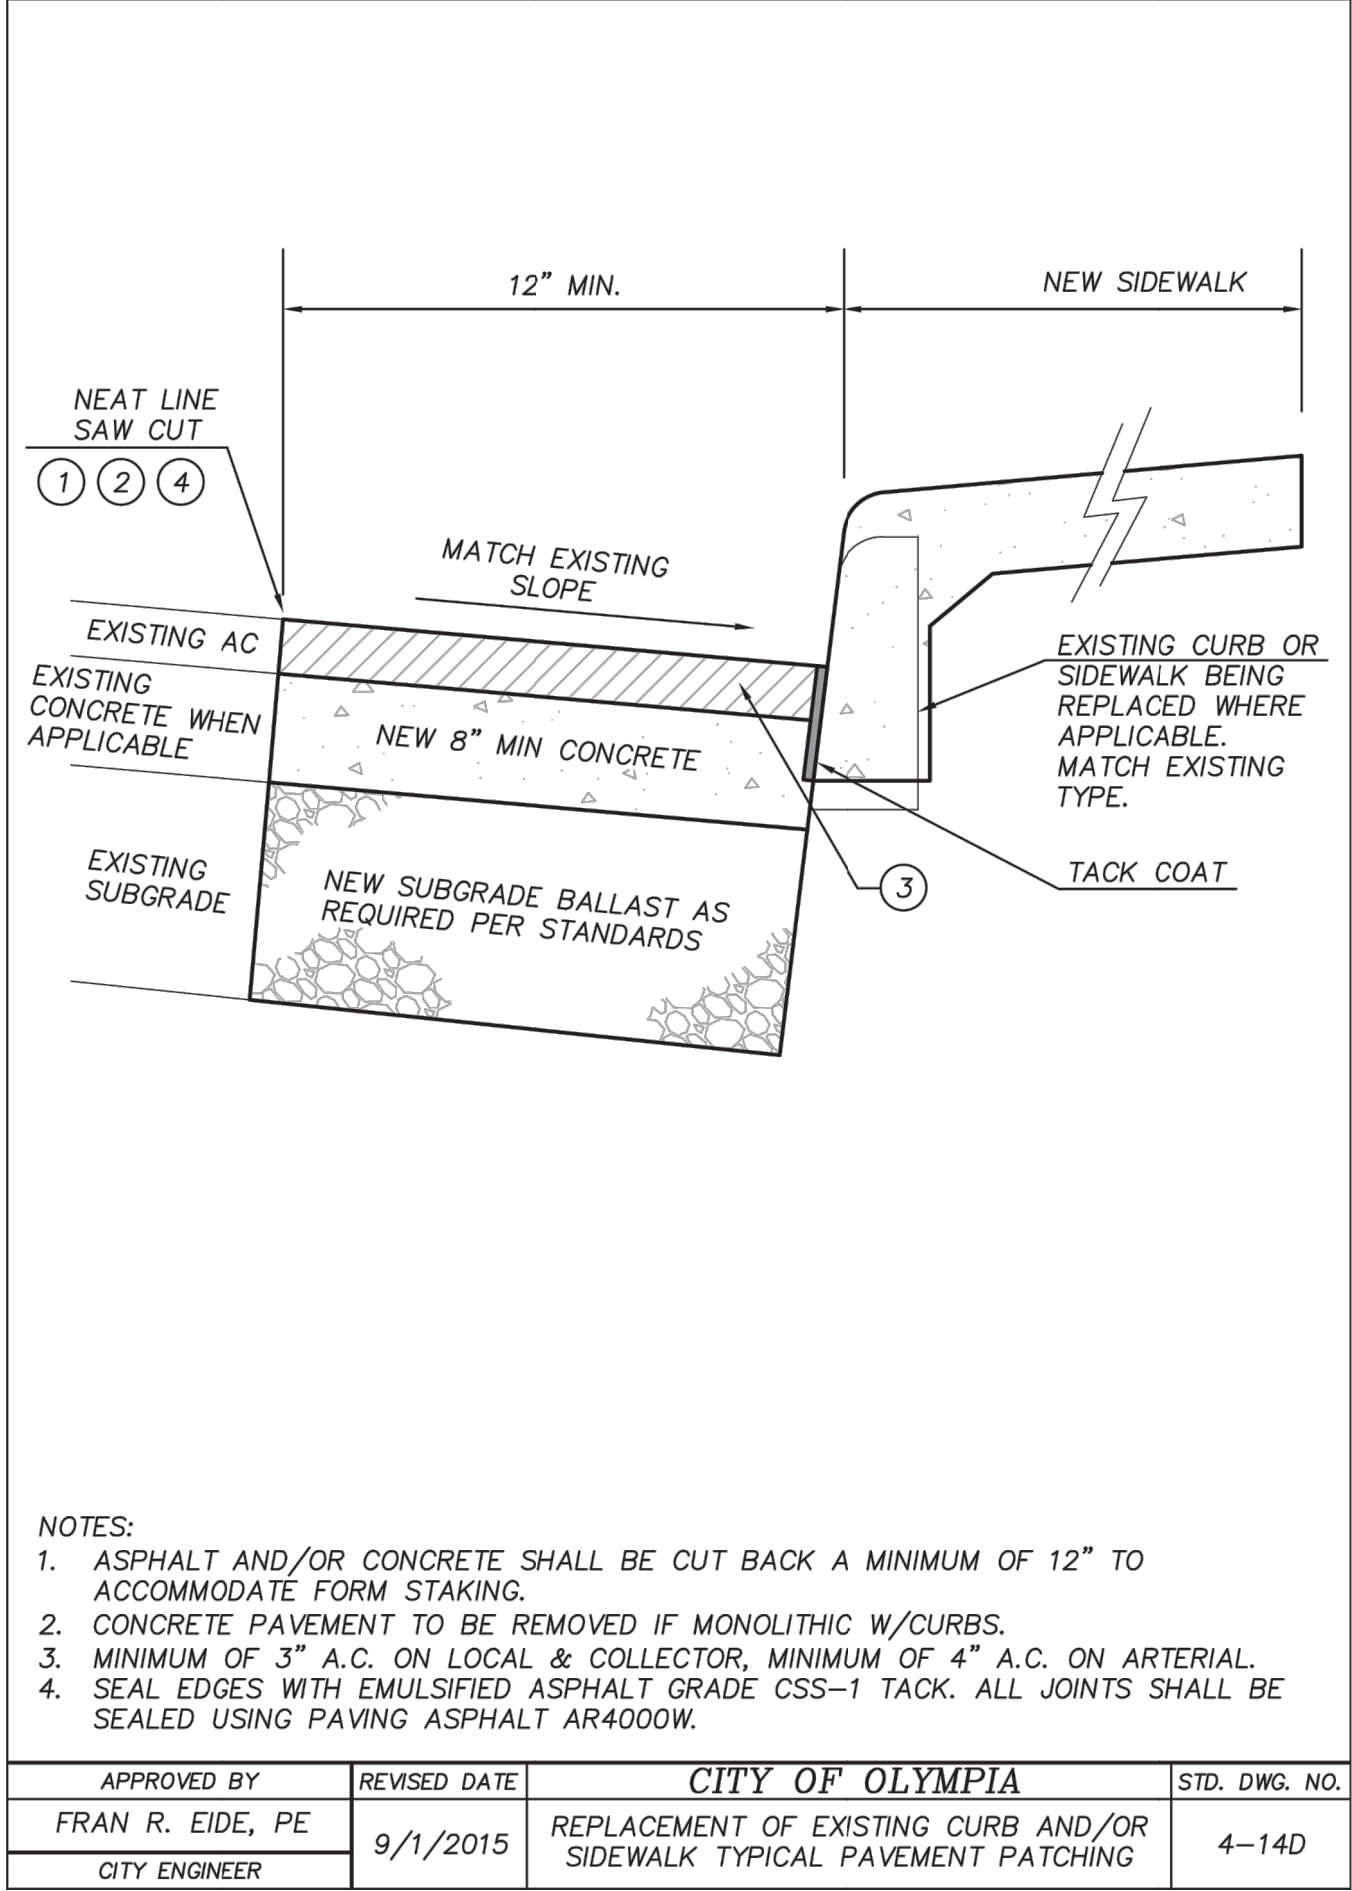 12" MIN.
NEW SIDEWALK
NEAT LINE
SAW CUT
1 2 4
MATCH EXISTING
SLOPE
EXISTING AC
EXISTING
CONCRETE WHEN
APPLICABLE
NEW 8" MIN CONCRETE
EXISTING CURB OR
SIDEWALK BEING
REPLACED WHERE
APPLICABLE.
MATCH EXISTING
TYPE.
EXISTING
SUBGRADE
NEW SUBGRADE BALLAST AS
REQUIRED PER STANDARDS
3
TACK COAT
NOTES:
1. ASPHALT AND/OR CONCRETE SHALL BE CUT BACK A MINIMUM OF 12" TO
ACCOMMODATE FORM STAKING.
2. CONCRETE PAVEMENT TO BE REMOVED IF MONOLITHIC W/CURBS.
3. MINIMUM OF 3" A.C. ON LOCAL & COLLECTOR, MINIMUM OF 4" A.C. ON ARTERIAL.
4. SEAL EDGES WITH EMULSIFIED ASPHALT GRADE CSS-1 TACK. ALL JOINTS SHALL BE
SEALED USING PAVING ASPHALT AR4000W.
APPROVED BY
FRAN R. EIDE, PE
CITY ENGINEER
REVISED DATE
9/1/2015
CITY OF OLYMPIA
REPLACEMENT OF EXISTING CURB AND/OR
SIDEWALK TYPICAL PAVEMENT PATCHING
STD. DWG. NO.
4-14D